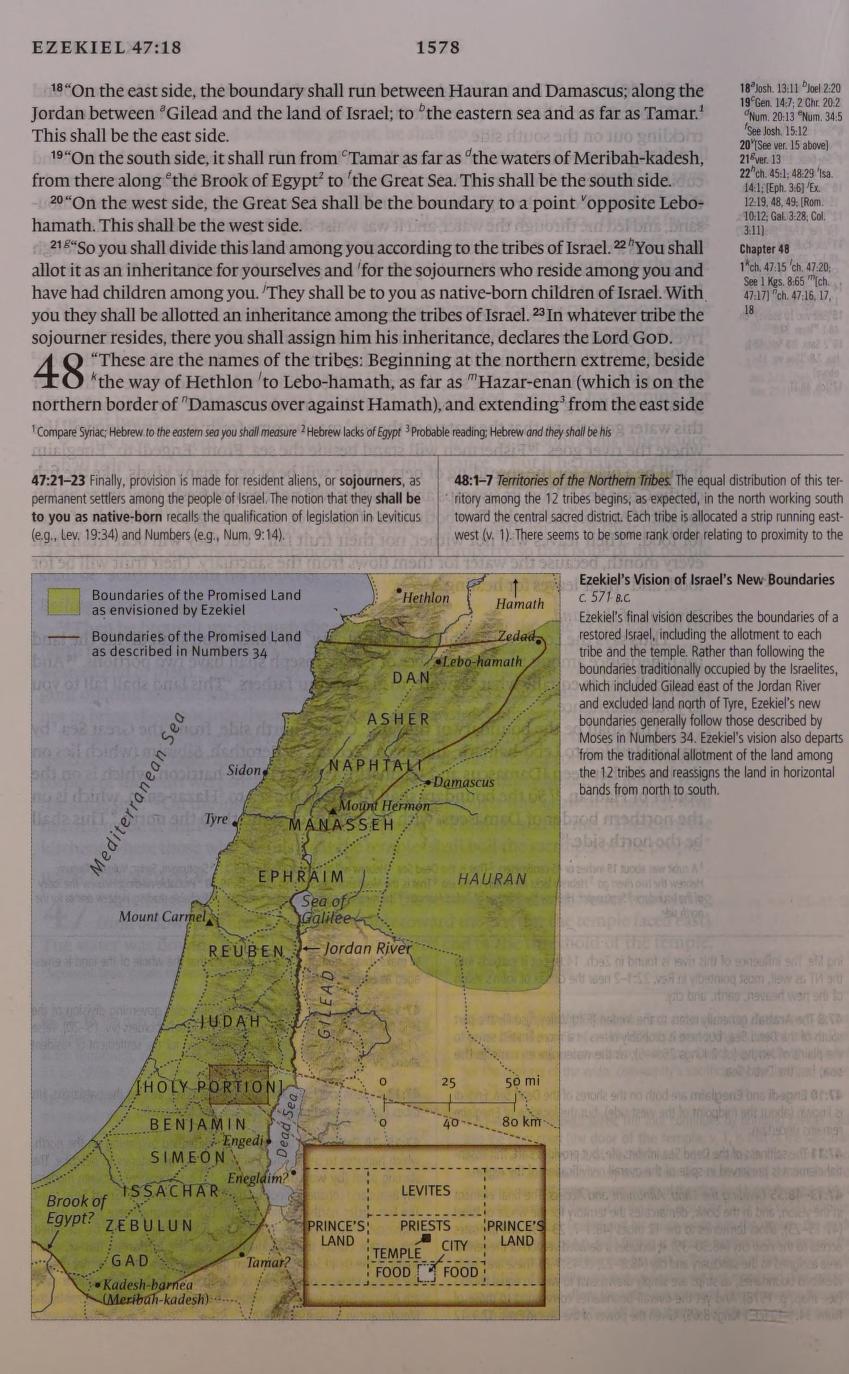 EZEKIEL 47:18
1578
18 “On the east side, the boundary shall run between Hauran and Damascus; along the
Jordan between a Gilead and the land of Israel; to b the eastern sea and as far as Tamar.1
This shall be the east side.
19 “On the south side, it shall run from c Tamar as far as d the waters of Meribah-kadesh,
from there along e the Brook of Egypt2 to f the Great Sea. This shall be the south side.
20 “On the west side, the Great Sea shall be the boundary to a point v opposite Lebo-
hamath. This shall be the west side.
21 g “So you shall divide this land among you according to the tribes of Israel. 22 h You shall
allot it as an inheritance for yourselves and i for the sojourners who reside among you and
have had children among you. j They shall be to you as native-born children of Israel. With
you they shall be allotted an inheritance among the tribes of Israel. 23 In whatever tribe the
sojourner resides, there you shall assign him his inheritance, declares the Lord GOD.
48 “These are the names of the tribes: Beginning at the northern extreme, beside
k the way of Hethlon l to Lebo-hamath, as far as m Hazar-enan (which is on the
northern border of n Damascus over against Hamath), and extending3 from the east side
1 Compare Syriac; Hebrew to the eastern sea you shall measure 2 Hebrew lacks of Egypt 3 Probable reading; Hebrew and they shall be his
18 a Josh. 13:11 b Joel 2:20
19 c Gen. 14:7; 2 Chr. 20:2
d Num. 20:13 e Num. 34:5
f See Josh. 15:12
20 v [See ver. 15 above]
21 g ver. 13
22 h ch. 45:1; 48:29 i Isa.
14:1; [Eph. 3:6] j Ex.
12:19, 48, 49; [Rom.
10:12; Gal. 3:28; Col.
3:11]
Chapter 48
1 k ch. 47:15 l ch. 47:20;
See 1 Kgs. 8:65 m [ch.
47:17] n ch. 47:16, 17,
18
47:21–23 Finally, provision is made for resident aliens, or sojourners, as
permanent settlers among the people of Israel. The notion that they shall be
to you as native-born recalls the qualification of legislation in Leviticus
(e.g., Lev. 19:34) and Numbers (e.g., Num. 9:14).
48:1–7 Territories of the Northern Tribes. The equal distribution of this ter-
ritory among the 12 tribes begins, as expected, in the north working south
toward the central sacred district. Each tribe is allocated a strip running east-
west (v. 1). There seems to be some rank order relating to proximity to the
Boundaries of the Promised Land
as envisioned by Ezekiel
Boundaries of the Promised Land
as described in Numbers 34
Hethlon
Hamath
Zedad
Lebo-hamath
DAN
ASHER
Mediterranean Sea
NAPHTALI
Sidon
Damascus
Mount Hermon
Tyre
MANASSEH
EPHRAIM
HAURAN
Sea of
Galilee
Mount Carmel
REUBEN
Jordan River
GILEAD
JUDAH
[HOLY PORTION]
0 25 50 mi
0 40 80 km
BENJAMIN
Dead Sea
Engedi
SIMEON
Eneglaim?
ISSACHAR
Brook of
Egypt?
ZEBULUN
GAD
Tamar?
Kadesh-barnea
(Meribah-kadesh)
LEVITES
PRINCE'S
LAND
PRIESTS
PRINCE'S
LAND
TEMPLE
CITY
FOOD
FOOD
Ezekiel’s Vision of Israel’s New Boundaries
C. 571 B.C.
Ezekiel’s final vision describes the boundaries of a
restored Israel, including the allotment to each
tribe and the temple. Rather than following the
boundaries traditionally occupied by the Israelites,
which included Gilead east of the Jordan River
and excluded land north of Tyre, Ezekiel’s new
boundaries generally follow those described by
Moses in Numbers 34. Ezekiel’s vision also departs
from the traditional allotment of the land among
the 12 tribes and reassigns the land in horizontal
bands from north to south.